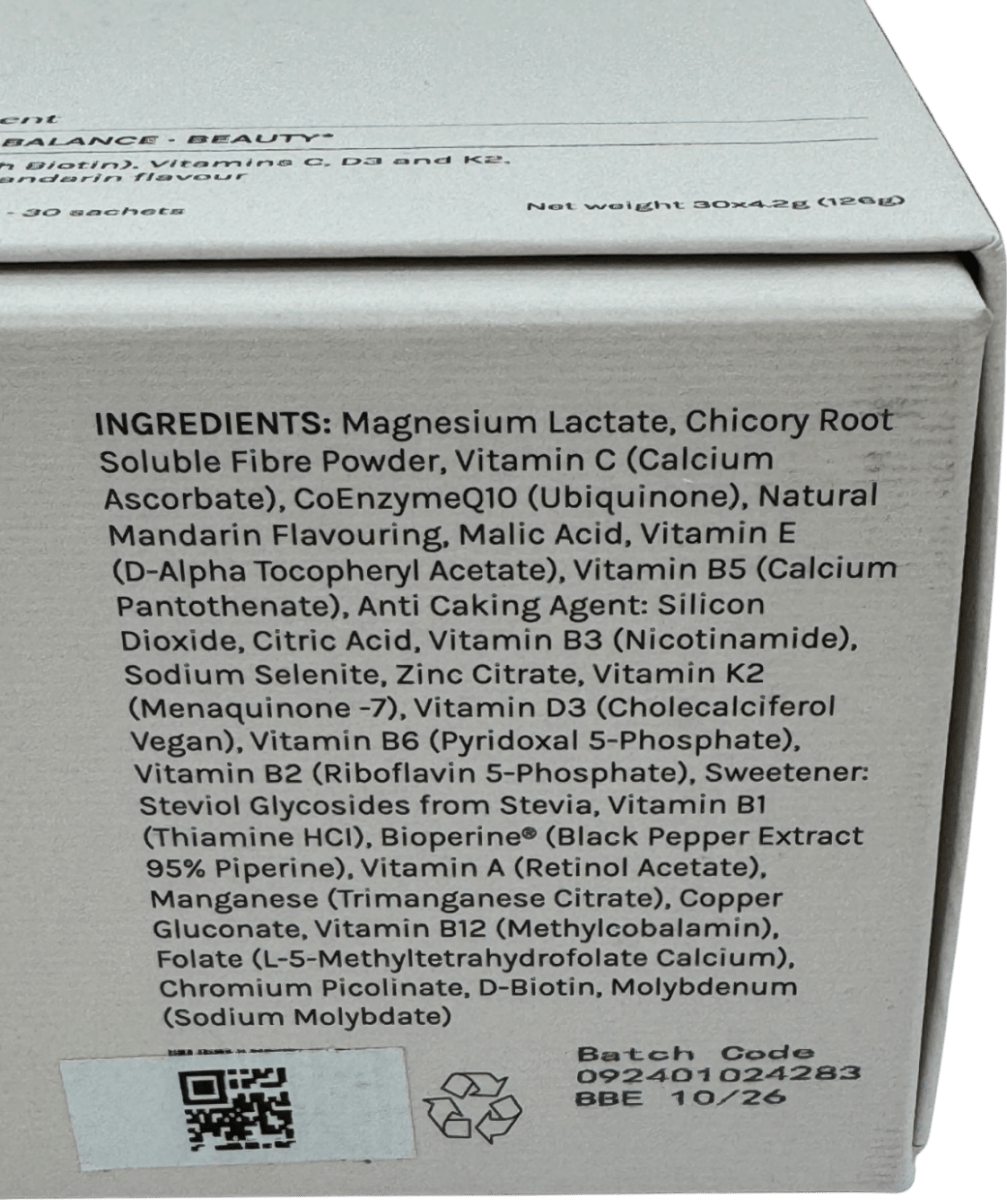 ent
BALANCE - BEAUTY*
h Biotin). Vitamins C, D3 and K2.
andarin flavour
- 30 sachets
Net weight 30x4.2g (126g)
INGREDIENTS: Magnesium Lactate, Chicory Root
Soluble Fibre Powder, Vitamin C (Calcium
Ascorbate), CoEnzymeQ10 (Ubiquinone), Natural
Mandarin Flavouring, Malic Acid, Vitamin E
(D-Alpha Tocopheryl Acetate), Vitamin B5 (Calcium
Pantothenate), Anti Caking Agent: Silicon
Dioxide, Citric Acid, Vitamin B3 (Nicotinamide),
Sodium Selenite, Zinc Citrate, Vitamin K2
(Menaquinone -7), Vitamin D3 (Cholecalciferol
Vegan), Vitamin B6 (Pyridoxal 5-Phosphate),
Vitamin B2 (Riboflavin 5-Phosphate), Sweetener:
Steviol Glycosides from Stevia, Vitamin B1
(Thiamine HCl), Bioperine® (Black Pepper Extract
95% Piperine), Vitamin A (Retinol Acetate),
Manganese (Trimanganese Citrate), Copper
Gluconate, Vitamin B12 (Methylcobalamin),
Folate (L-5-Methyltetrahydrofolate Calcium),
Chromium Picolinate, D-Biotin, Molybdenum
(Sodium Molybdate)
Batch Code
092401024283
BBE 10/26